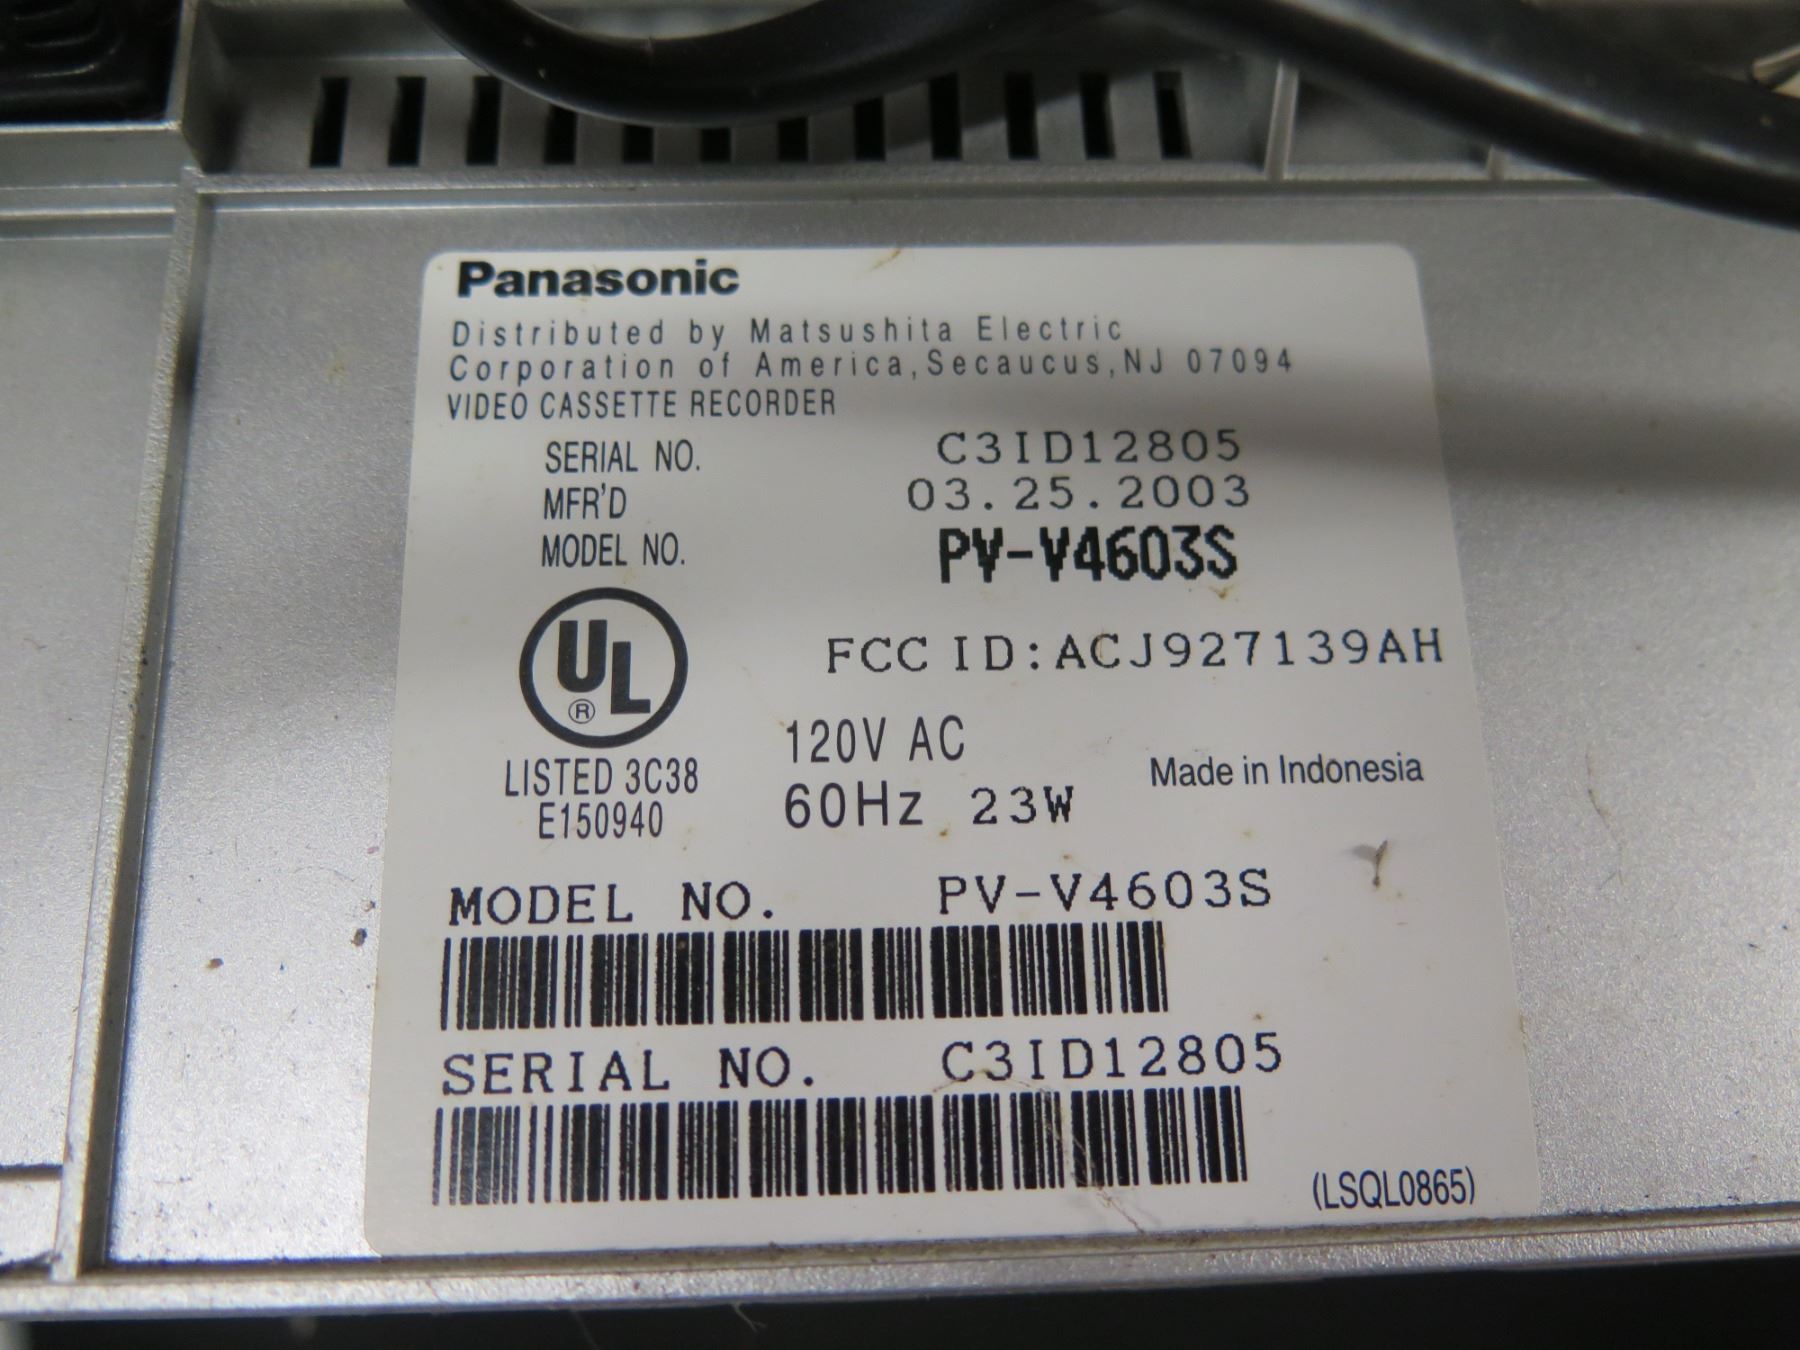 Panasonic
Distributed by Matsushita Electric
Corporation of America, Secaucus, NJ 07094
VIDEO CASSETTE RECORDER
SERIAL NO. C3ID12805
MFR'D 03.25.2003
MODEL NO. PV-V4603S
UL
®
FCC ID: ACJ927139AH
LISTED 3C38
E150940
120V AC
60Hz 23W
Made in Indonesia
MODEL NO. PV-V4603S
SERIAL NO. C3ID12805
(LSQL0865)